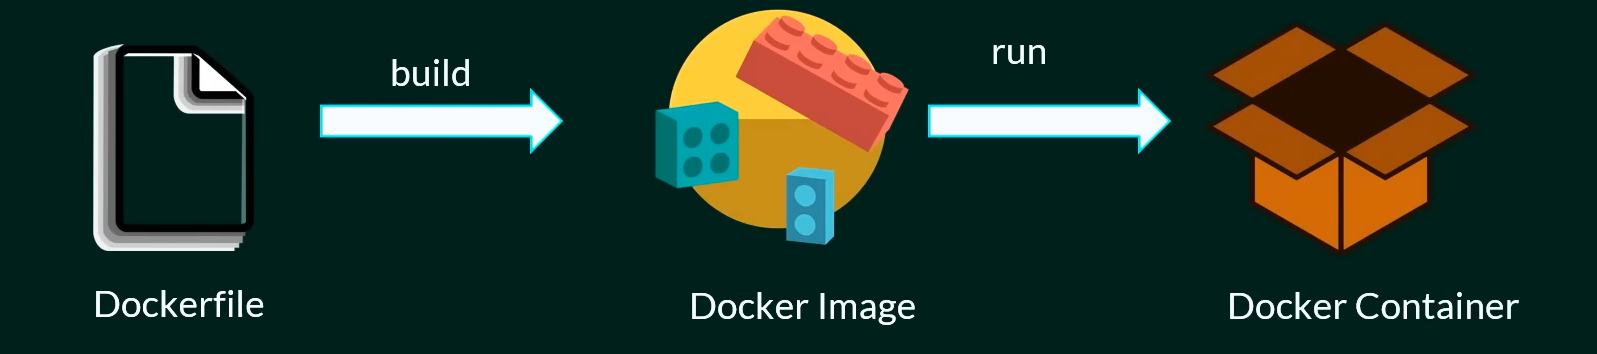 build
run
Dockerfile
Docker Image
Docker Container